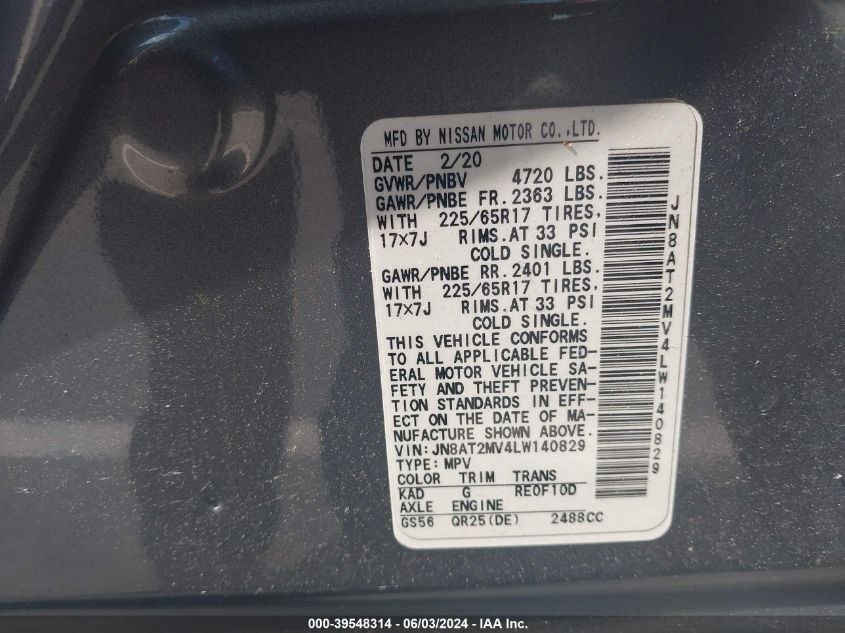 MFD BY NISSAN MOTOR CO.,LTD.
DATE 2/20
GVWR/PNBV 4720 LBS.
GAWR/PNBE FR. 2363 LBS.
WITH 225/65R17 TIRES,
17x7J RIMS.AT 33 PSI
COLD SINGLE.
GAWR/PNBE RR. 2401 LBS.
WITH 225/65R17 TIRES,
17x7J RIMS.AT 33 PSI
COLD SINGLE.
THIS VEHICLE CONFORMS
TO ALL APPLICABLE FED-
ERAL MOTOR VEHICLE SA-
FETY AND THEFT PREVEN-
TION STANDARDS IN EFF-
ECT ON THE DATE OF MA-
NUFACTURE SHOWN ABOVE.
VIN:JN8AT2MV4LW140829
TYPE:MPV
COLOR TRIM TRANS
KAD G RE0F10D
AXLE ENGINE
GS56 QR25(DE) 2488CC
JN8AT2MV4LW140829
000-39548314 - 06/03/2024 - IAA Inc.